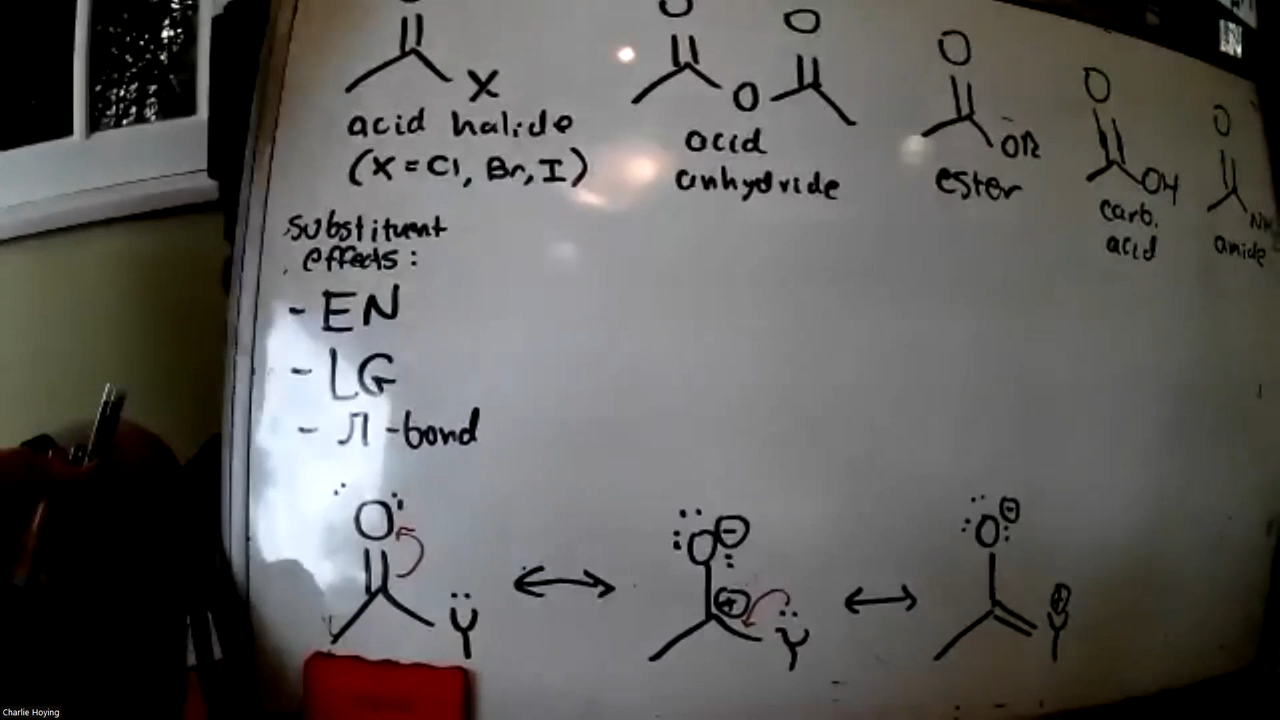 O
O
O
O
O
X
O
OR
OH
acid halide
(X = Cl, Br, I)
acid
anhydride
ester
carb.
acid
amide
substituent
effects:
- EN
- LG
- π-bond
O
Y
O ⊖
⊕
Y
O ⊖
⊕
Y
Charlie Hoying